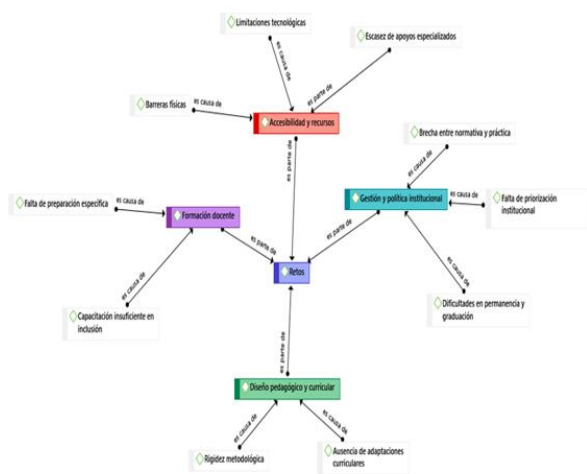 Limitaciones tecnológicas
Escasez de apoyos especializados
es causa de
es parte de
Barreras físicas
es causa de
Accesibilidad y recursos
Brecha entre normativa y práctica
es causa de
es parte de
Falta de preparación específica
es causa de
Formación docente
Gestión y política institucional
es causa de
Falta de priorización
institucional
es parte de
es parte de
Retos
es causa de
es causa de
Capacitación insuficiente en
inclusión
Dificultades en permanencia y
graduación
es parte de
Diseño pedagógico y curricular
es causa de
es causa de
Rigidez metodológica
Ausencia de adaptaciones
curriculares